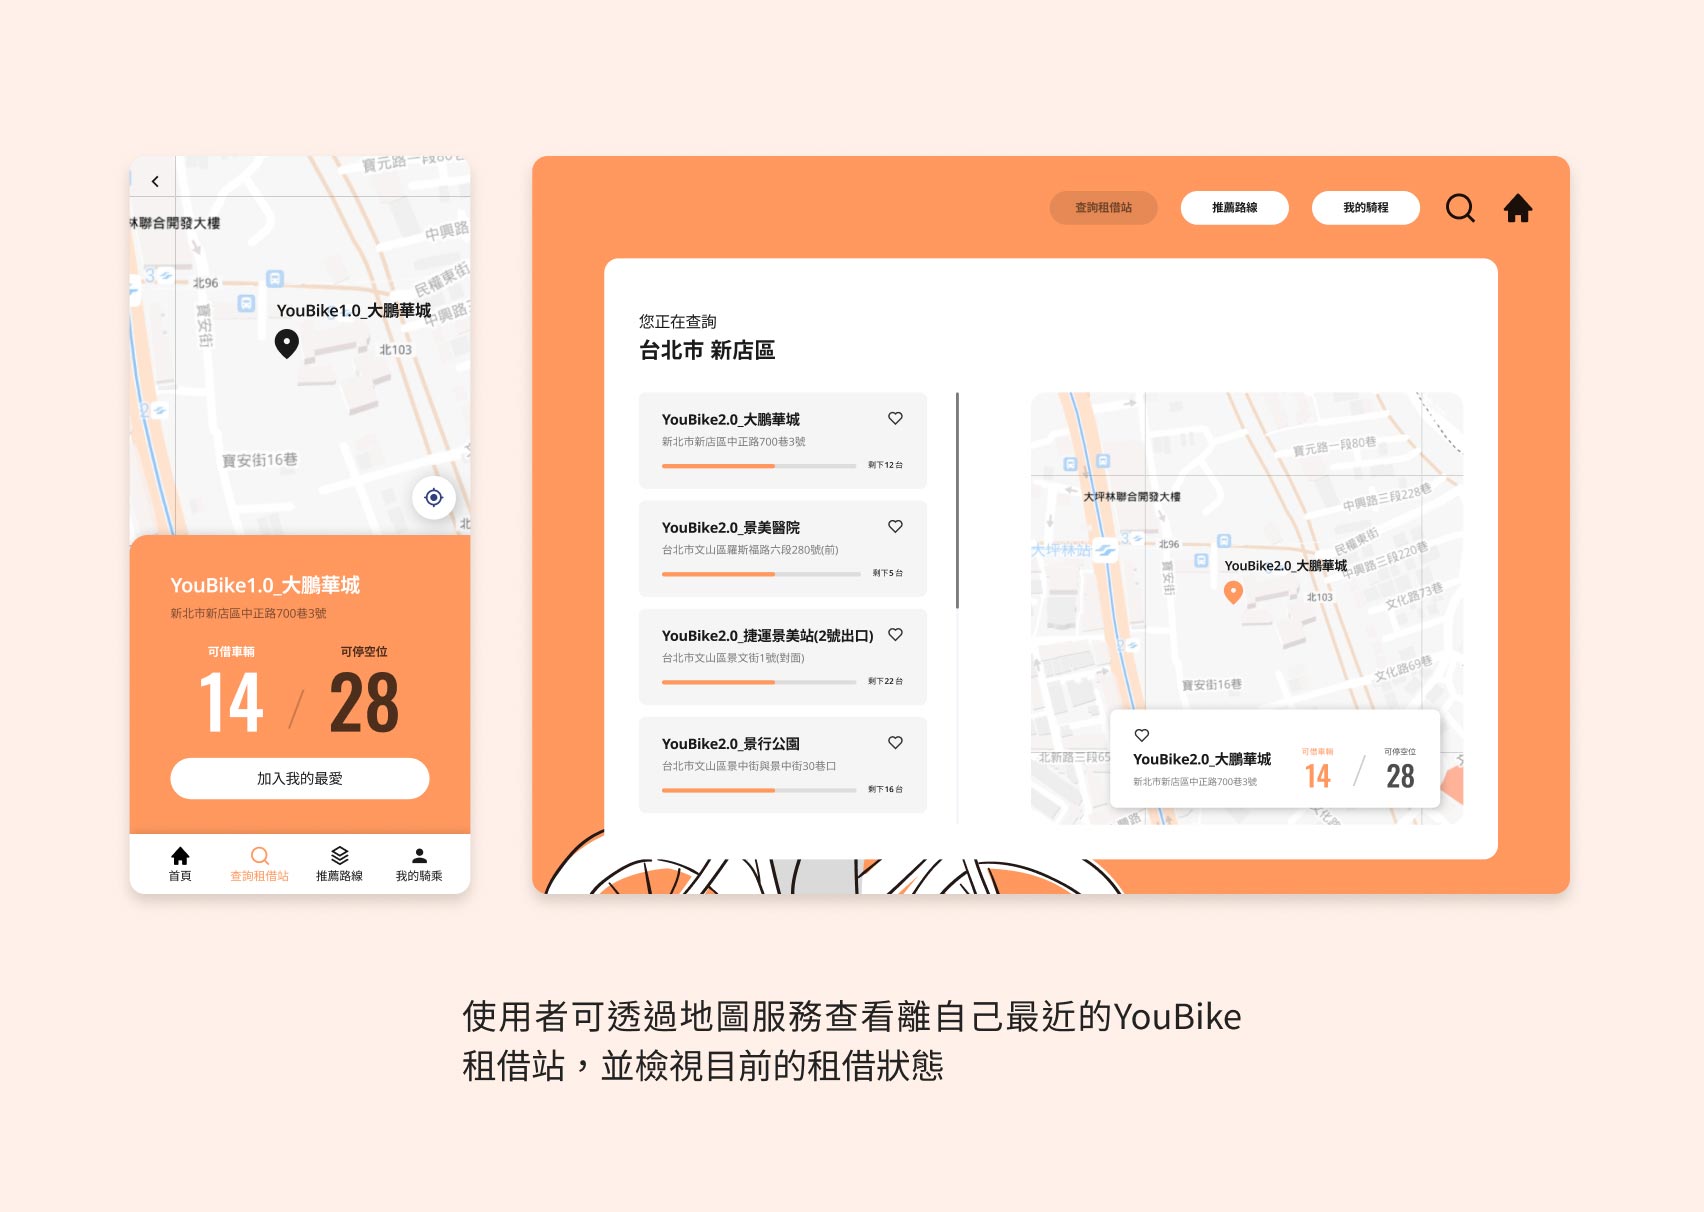 寶元路一段80巷
林聯合開發大樓
中興路
3
北96
民權東街
YouBike1.0_大鵬華城
中興路三
寶安街
北103
2
寶安街16巷
北
YouBike1.0_大鵬華城
新北市新店區中正路700巷3號
可借車輛
可停空位
14 / 28
加入我的最愛
首頁
查詢租借站
推薦路線
我的騎乘
查詢租借站
推薦路線
我的騎程
您正在查詢
台北市 新店區
YouBike2.0_大鵬華城
新北市新店區中正路700巷3號
剩下12台
YouBike2.0_景美醫院
台北市文山區羅斯福路六段280號(前)
剩下5台
YouBike2.0_捷運景美站(2號出口)
台北市文山區景文街1號(對面)
剩下22台
YouBike2.0_景行公園
台北市文山區景中街與景中街30巷口
剩下16台
寶元路一段80巷
大坪林聯合開發大樓
中興路三段228巷
3
北96
大坪林站
民權東街
中興路三段220巷
YouBike2.0_大鵬華城
寶安街
北103
文化路73巷
2
文化路69巷
寶安街16巷
北新路三段65
YouBike2.0_大鵬華城
新北市新店區中正路700巷3號
可借車輛
可停空位
14 / 28
使用者可透過地圖服務查看離自己最近的YouBike
租借站，並檢視目前的租借狀態